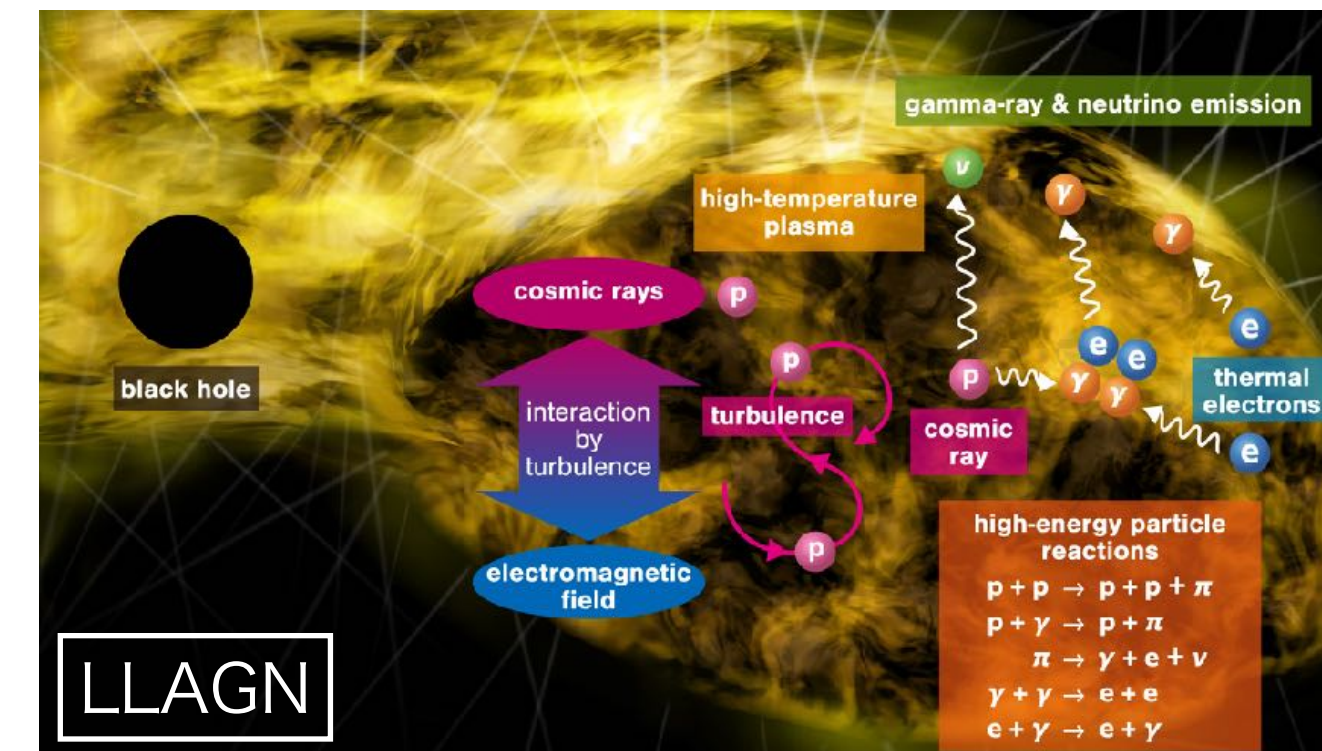 gamma-ray & neutrino emission
ν
γ
high-temperature
plasma
γ
cosmic rays
p
e
e
e
p
p
γ
γ
thermal
electrons
black hole
interaction
by
turbulence
turbulence
cosmic
ray
e
p
electromagnetic
field
high-energy particle
reactions
p + p → p + p + π
p + γ → p + π
π → γ + e + ν
γ + γ → e + e
e + γ → e + γ
LLAGN